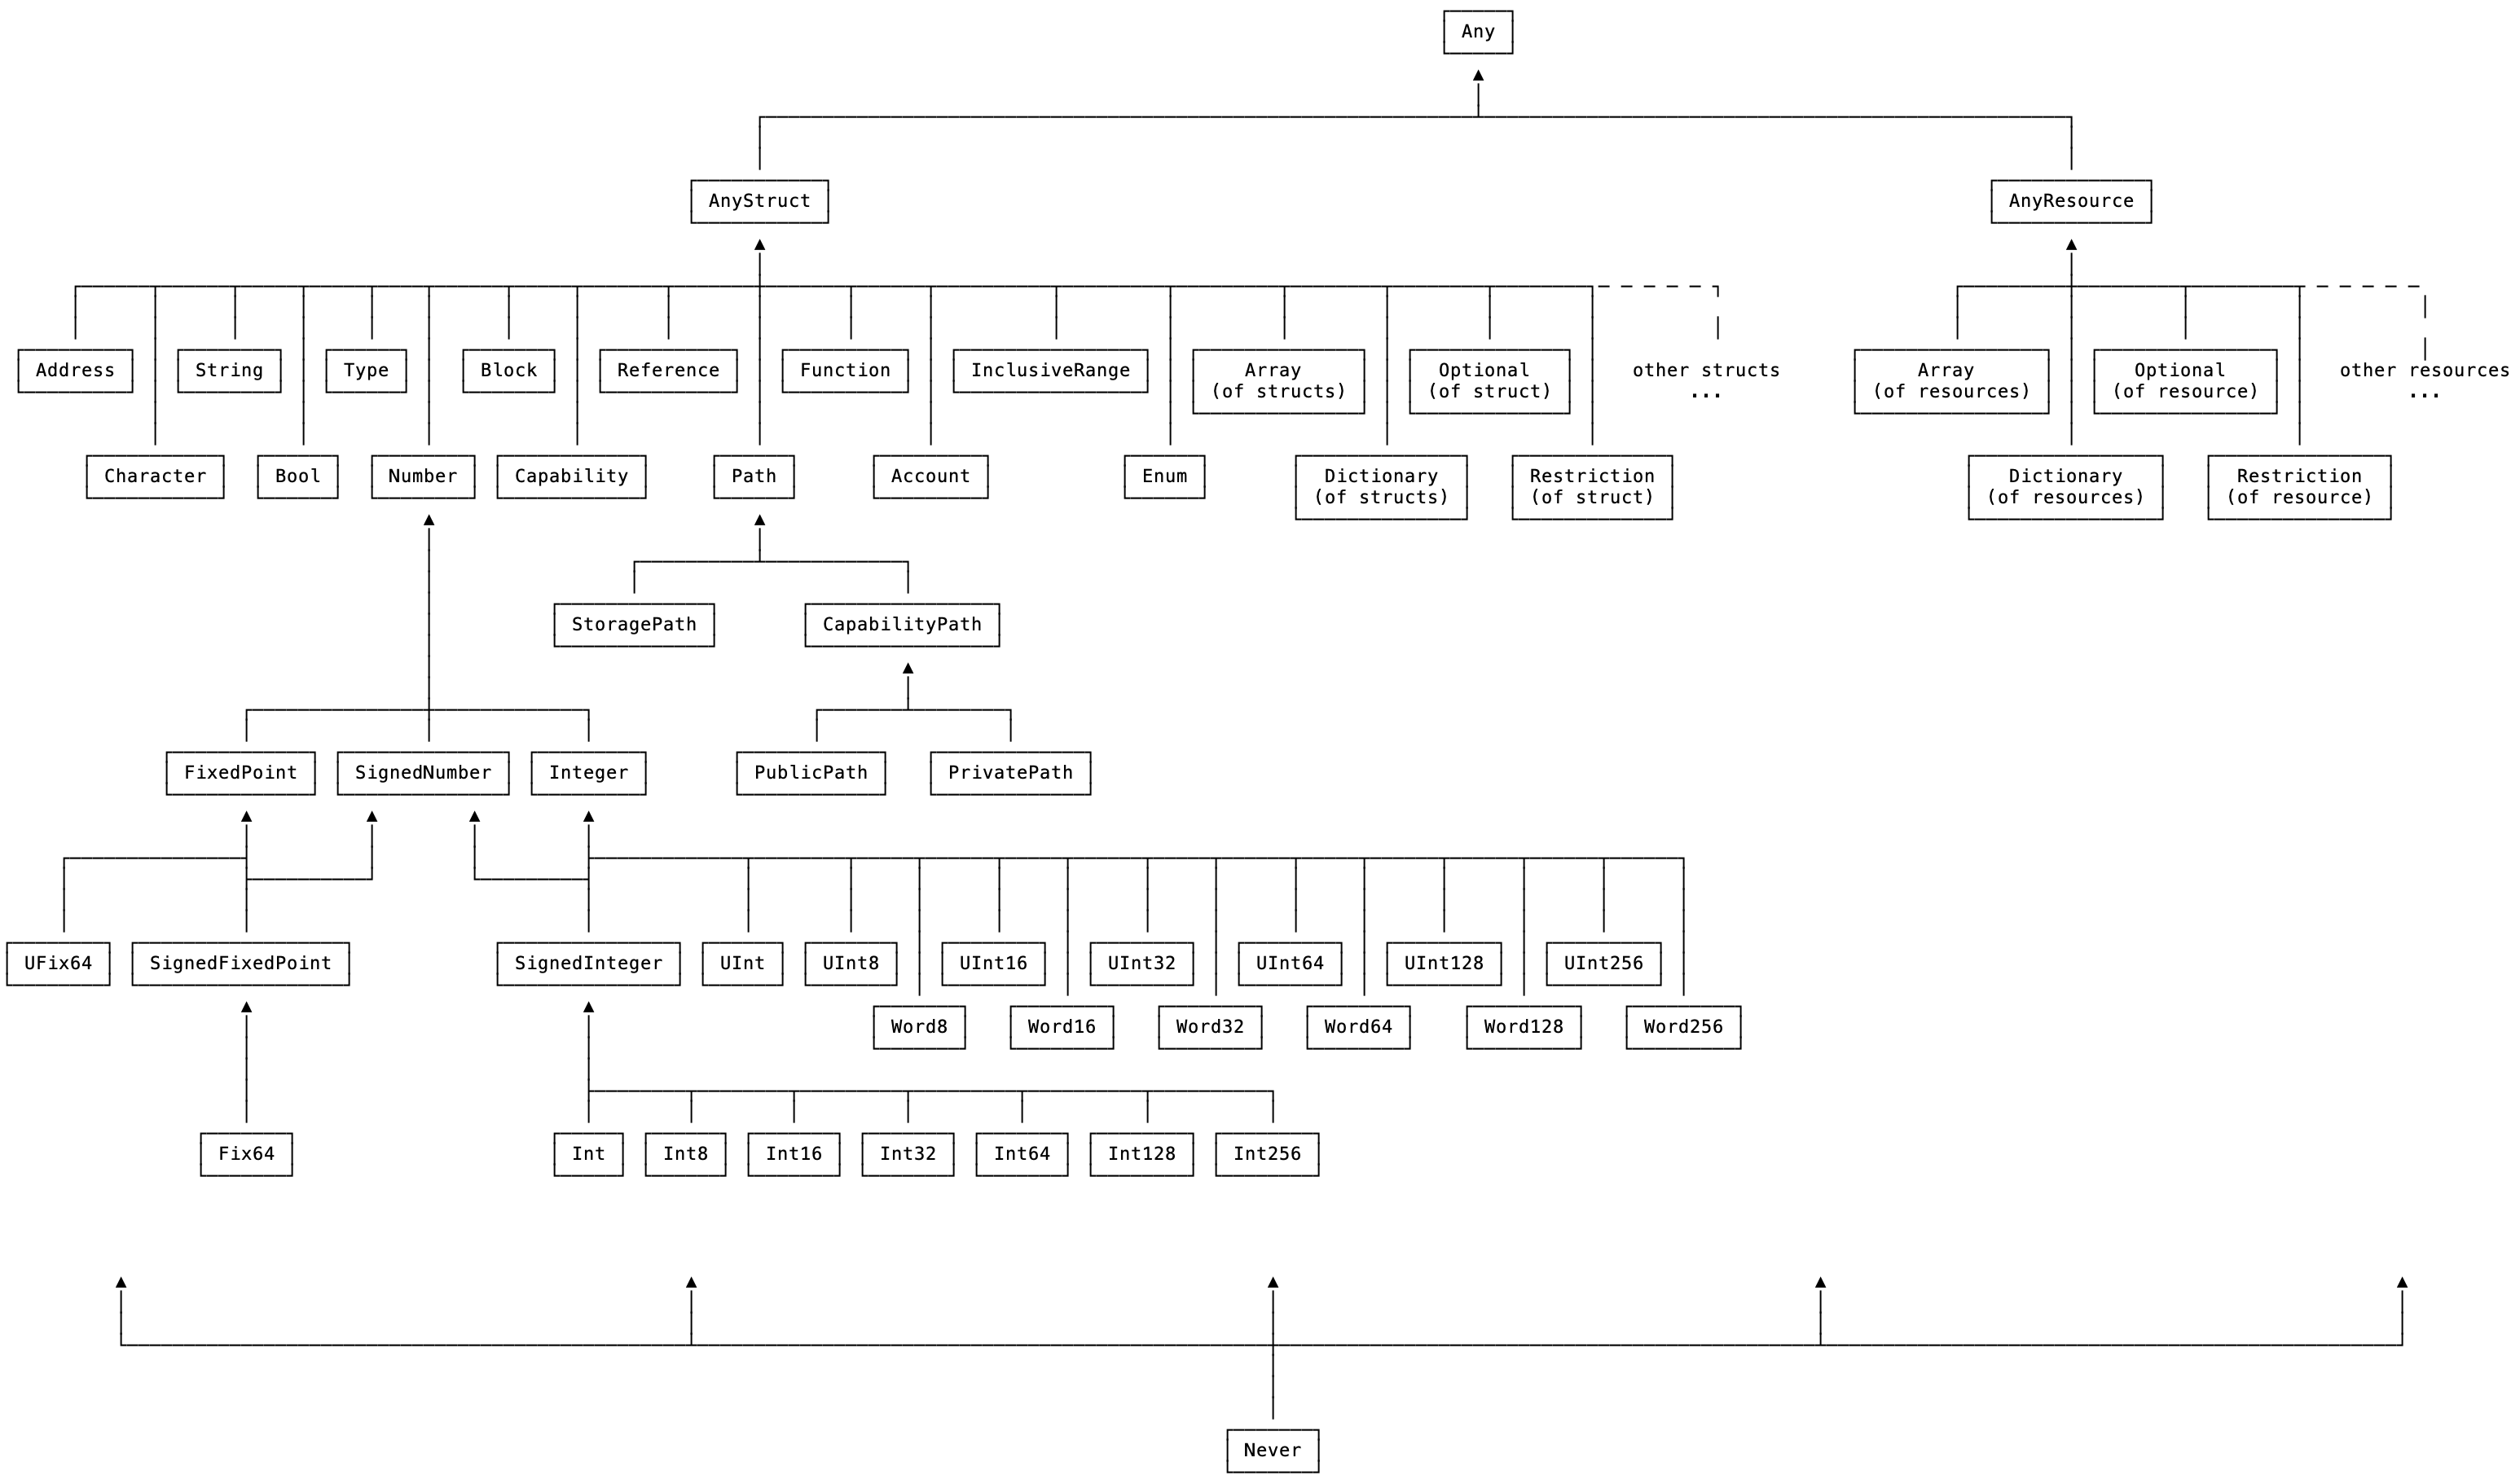 Any
AnyStruct
AnyResource
Address
String
Type
Block
Reference
Function
InclusiveRange
Array
(of structs)
Optional
(of struct)
other structs
...
Array
(of resources)
Optional
(of resource)
other resources
...
Character
Bool
Number
Capability
Path
Account
Enum
Dictionary
(of structs)
Restriction
(of struct)
Dictionary
(of resources)
Restriction
(of resource)
StoragePath
CapabilityPath
FixedPoint
SignedNumber
Integer
PublicPath
PrivatePath
UFix64
SignedFixedPoint
SignedInteger
UInt
UInt8
UInt16
UInt32
UInt64
UInt128
UInt256
Word8
Word16
Word32
Word64
Word128
Word256
Fix64
Int
Int8
Int16
Int32
Int64
Int128
Int256
Never